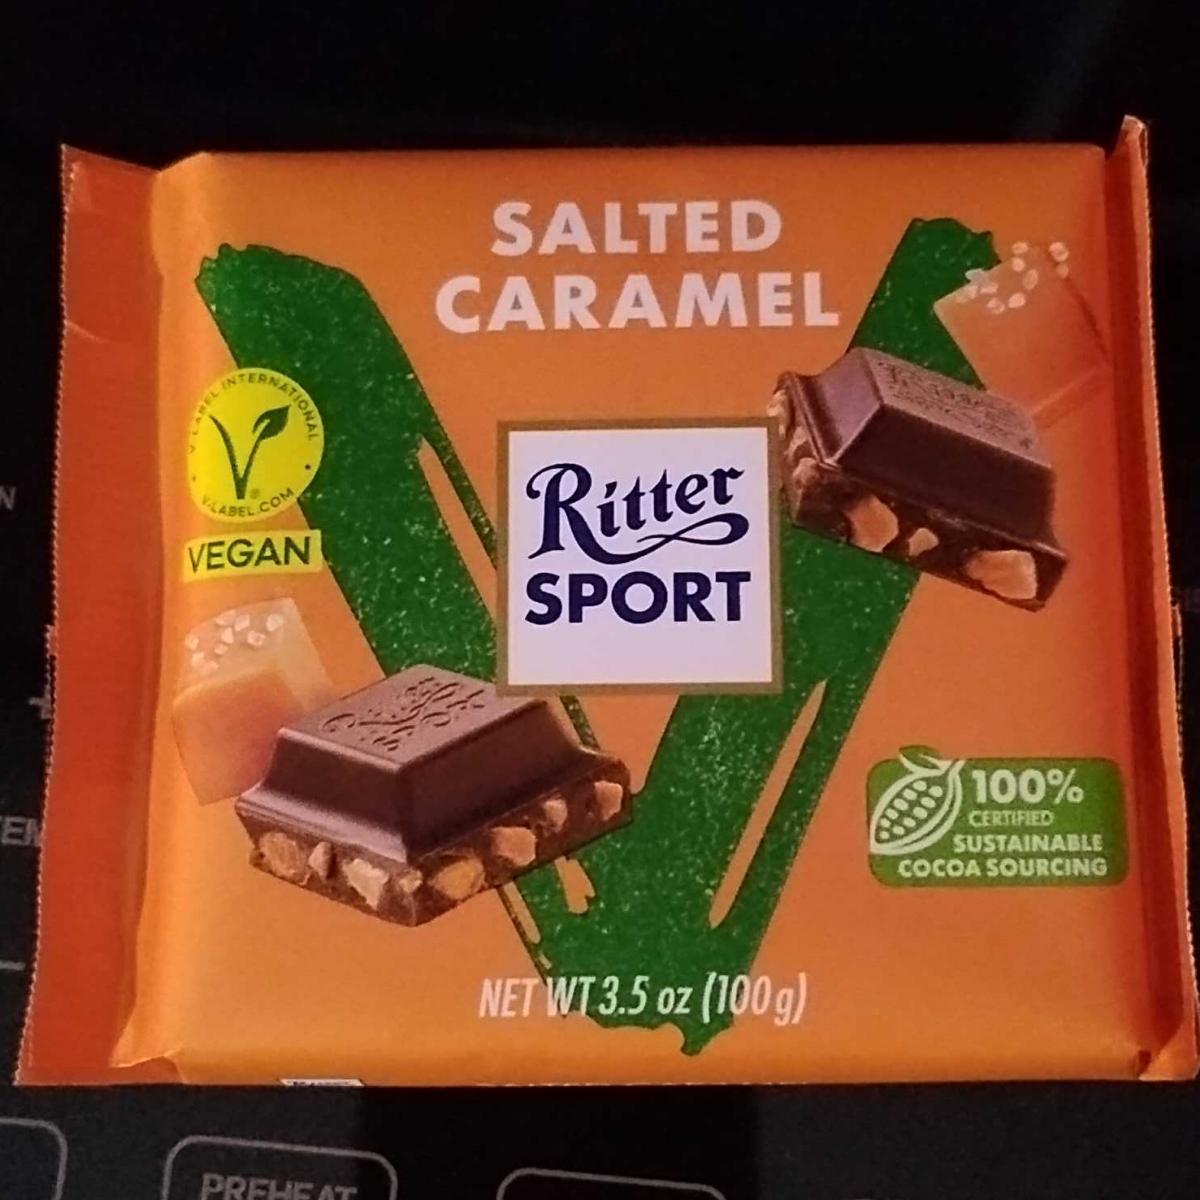 SALTED
CARAMEL
V-LABEL INTERNATIONAL
V-LABEL.COM
VEGAN
Ritter
SPORT
100%
CERTIFIED
SUSTAINABLE
COCOA SOURCING
NET WT 3.5 oz (100g)
PREHEAT